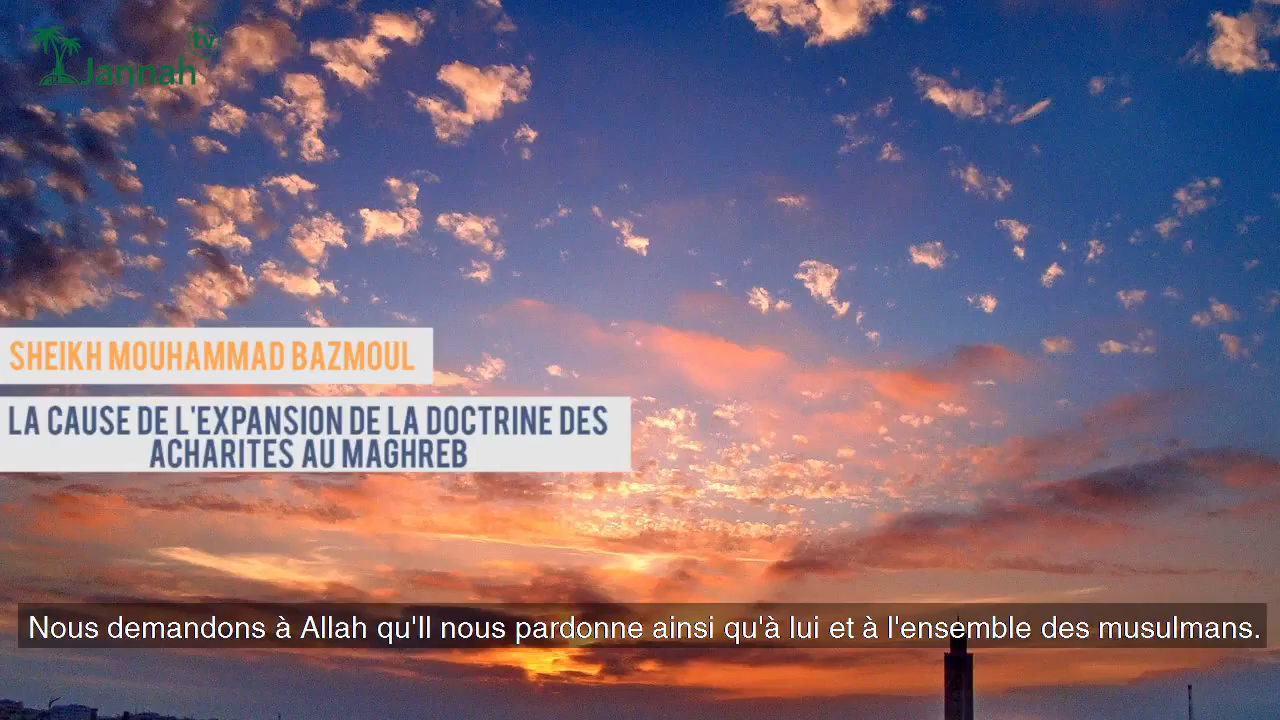 tv
Jannah
SHEIKH MOUHAMMAD BAZMOUL
LA CAUSE DE L'EXPANSION DE LA DOCTRINE DES
ACHARITES AU MAGHREB
Nous demandons à Allah qu'Il nous pardonne ainsi qu'à lui et à l'ensemble des musulmans.